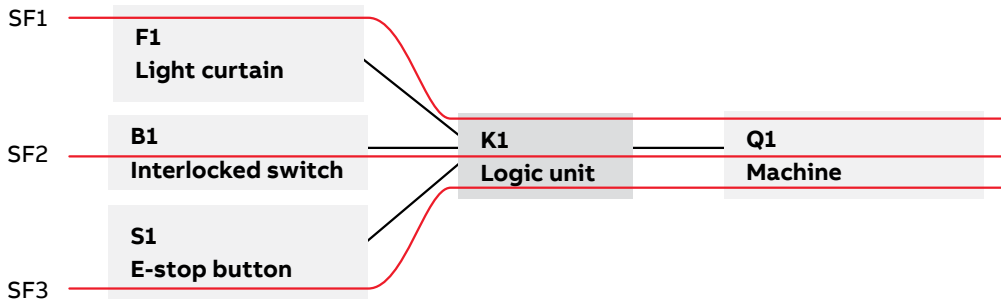 SF1
F1
Light curtain
B1
Interlocked switch
SF2
S1
E-stop button
SF3
K1
Logic unit
Q1
Machine